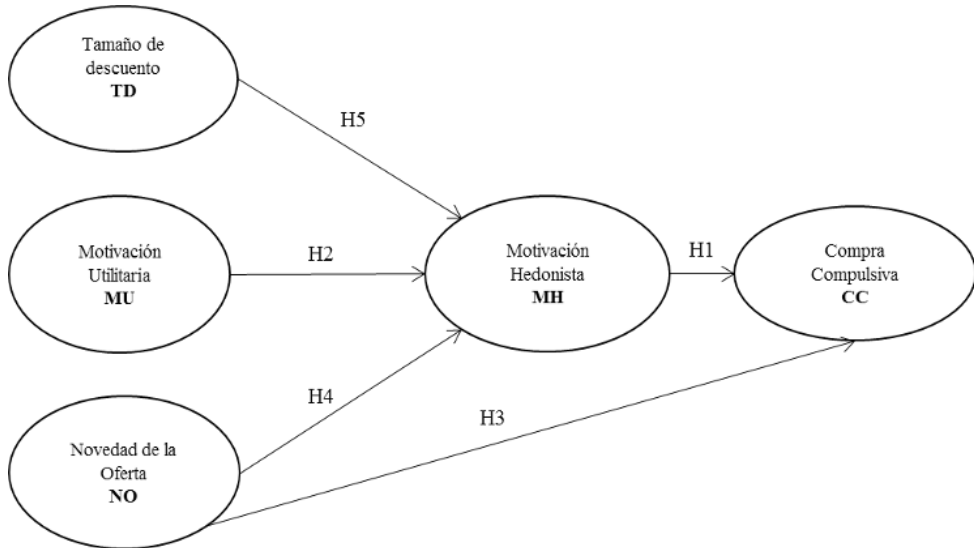 Tamaño de
descuento
TD
H5
Motivación
Utilitaria
MU
H2
Motivación
Hedonista
MH
H1
Compra
Compulsiva
CC
H4
H3
Novedad de la
Oferta
NO